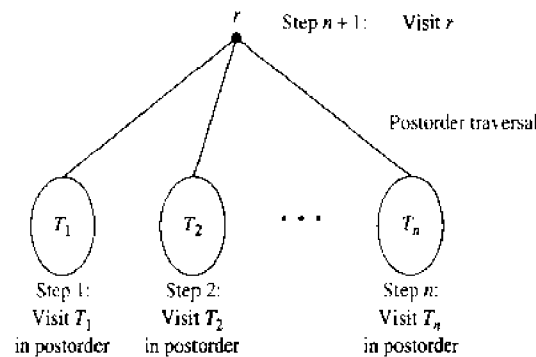 r
Step n + 1: Visit r
Postorder traversal
T₁ T₂ · · · Tₙ
Step 1: Step 2: Step n:
Visit T₁ Visit T₂ Visit Tₙ
in postorder in postorder in postorder